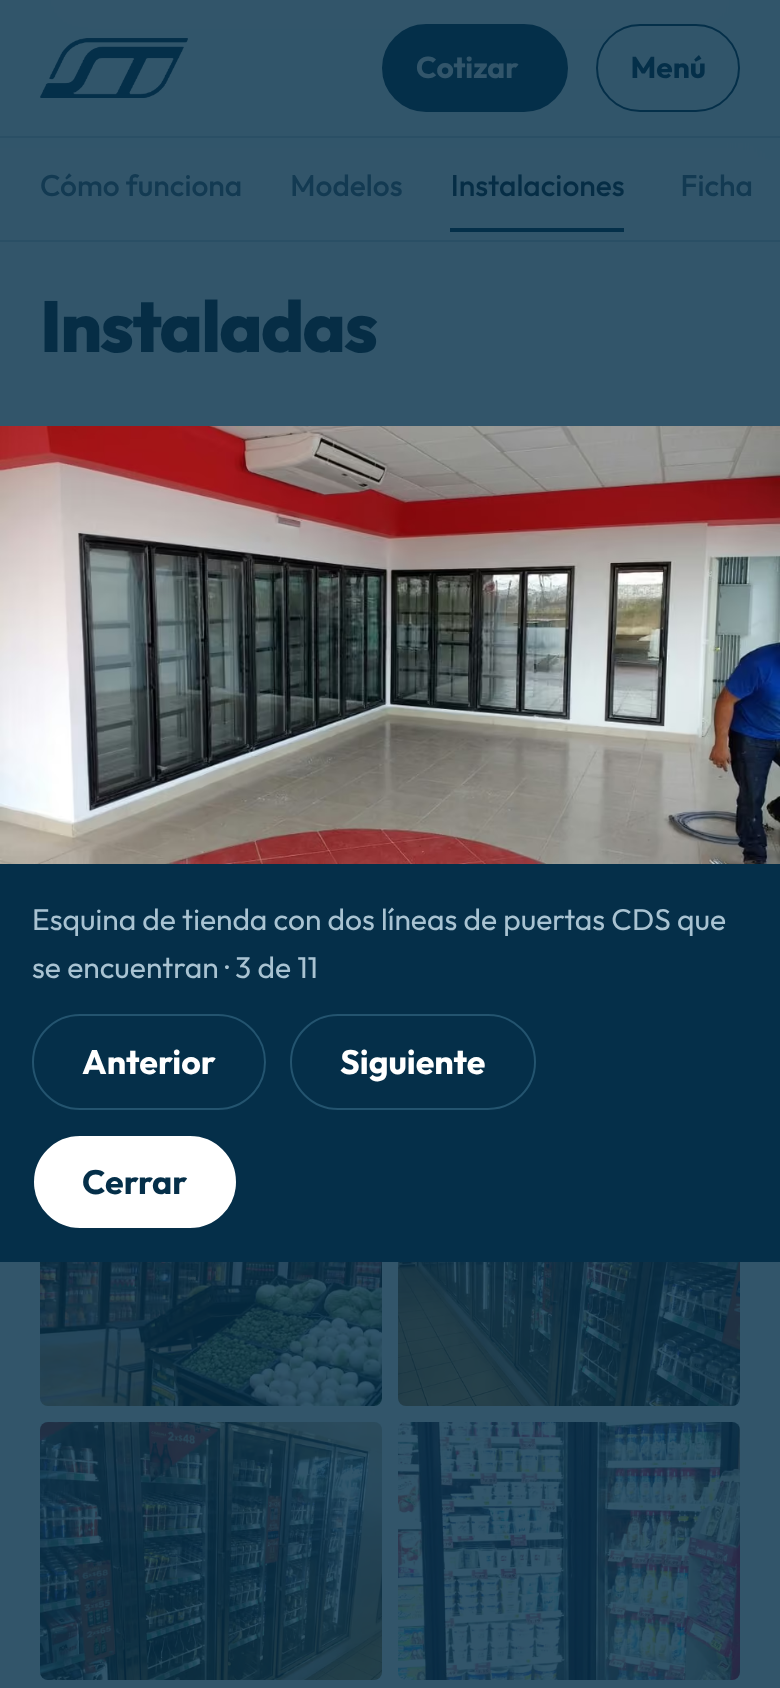 ST
Cotizar
Menú
Cómo funciona
Modelos
Instalaciones
Ficha
Instaladas
Esquina de tienda con dos líneas de puertas CDS que
se encuentran · 3 de 11
Anterior
Siguiente
Cerrar